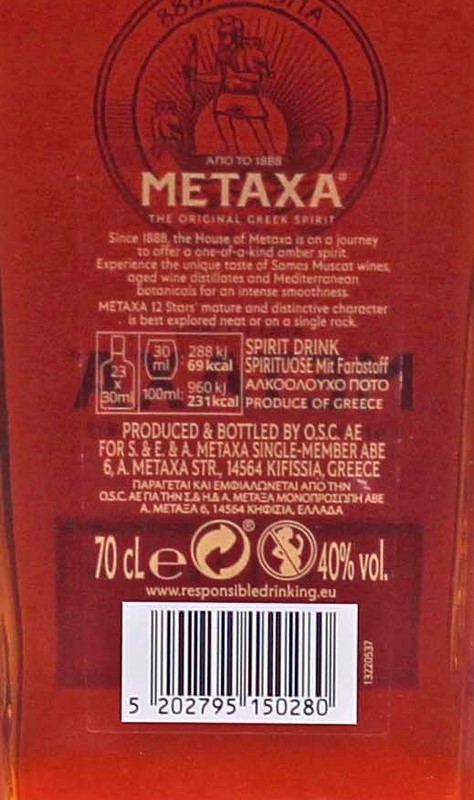 ΑΠΟ ΤΟ 1888
METAXA®
THE ORIGINAL GREEK SPIRIT
Since 1888, the House of Metaxa is on a journey
to offer a one-of-a-kind amber spirit.
Experience the unique taste of Samos Muscat wines,
aged wine distillates and Mediterranean
botanicals for an intense smoothness.
METAXA 12 Stars' mature and distinctive character
is best explored neat or on a single rock.
23
x
30ml
30
ml
: 288 kJ
69 kcal
100ml: 960 kJ
231 kcal
SPIRIT DRINK
SPIRITUOSE Mit Farbstoff
ΑΛΚΟΟΛΟΥΧΟ ΠΟΤΟ
PRODUCE OF GREECE
PRODUCED & BOTTLED BY O.S.C. AE
FOR S. & E. & A. METAXA SINGLE-MEMBER ABE
6, A. METAXA STR., 14564 KIFISSIA, GREECE
ΠΑΡΑΓΕΤΑΙ ΚΑΙ ΕΜΦΙΑΛΩΝΕΤΑΙ ΑΠΟ ΤΗΝ
O.S.C. ΑΕ ΓΙΑ ΤΗΝ Σ.& Η.& Α. ΜΕΤΑΞΑ ΜΟΝΟΠΡΟΣΩΠΗ ΑΒΕ
Α. ΜΕΤΑΞΑ 6, 14564 ΚΗΦΙΣΙΑ, ΕΛΛΑΔΑ
70 cL e ® 40% vol.
www.responsibledrinking.eu
13220537
5 202795 150280